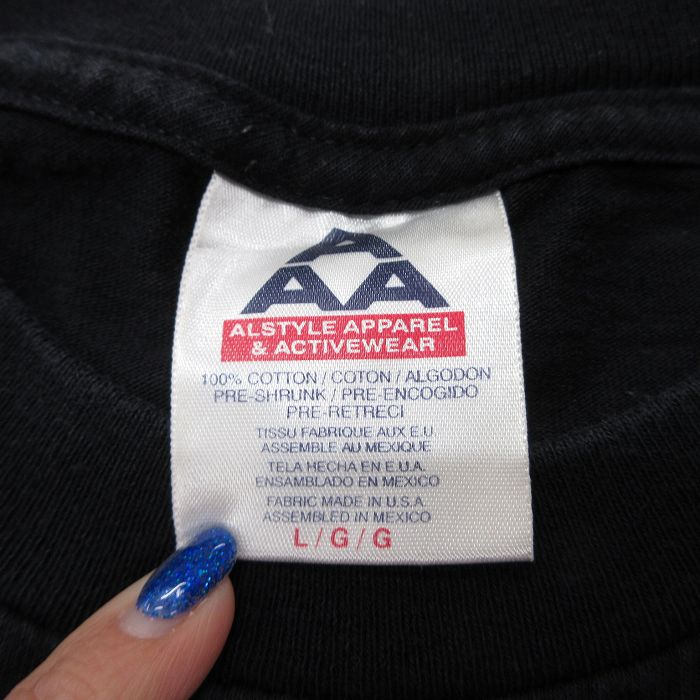 AAA
ALSTYLE APPAREL
& ACTIVEWEAR
100% COTTON / COTON / ALGODON
PRE-SHRUNK / PRE-ENCOGIDO
PRE-RETRECI
TISSU FABRIQUE AUX E.U.
ASSEMBLE AU MEXIQUE
TELA HECHA EN E.U.A.
ENSAMBLADO EN MEXICO
FABRIC MADE IN U.S.A
ASSEMBLED IN MEXICO
L / G / G